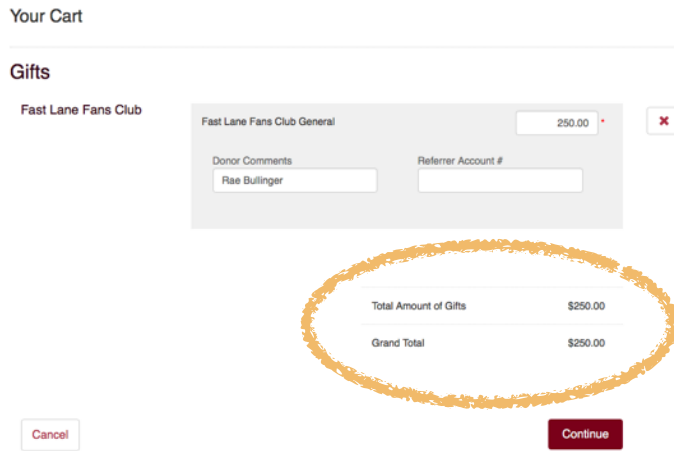 Your Cart
Gifts
Fast Lane Fans Club
Fast Lane Fans Club General 250.00 *
Donor Comments Referrer Account #
Rae Bullinger
Total Amount of Gifts $250.00
Grand Total $250.00
Cancel Continue